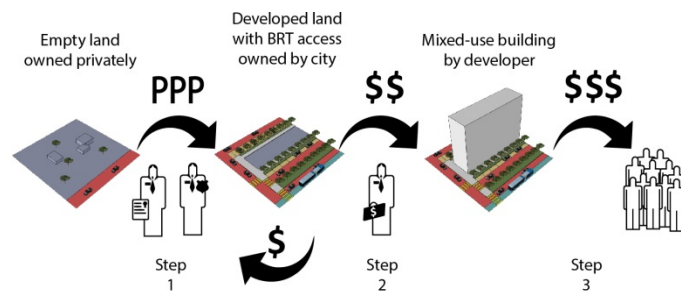 Empty land
owned privately
Developed land
with BRT access
owned by city
Mixed-use building
by developer
PPP
$$
$$$
$
$
Step
1
Step
2
Step
3